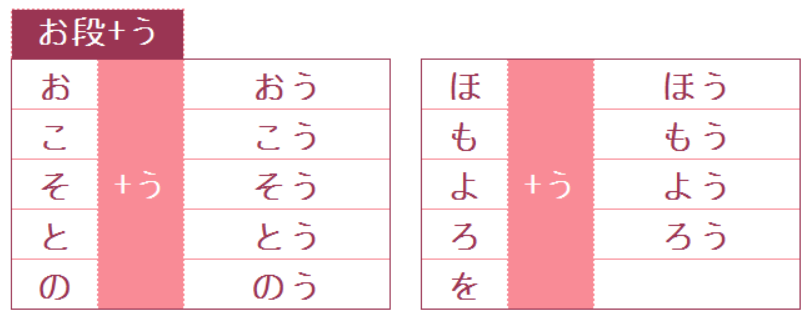 お段+う
お おう
こ こう
そ +う そう
と とう
の のう
ほ ほう
も もう
よ +う よう
ろ ろう
を